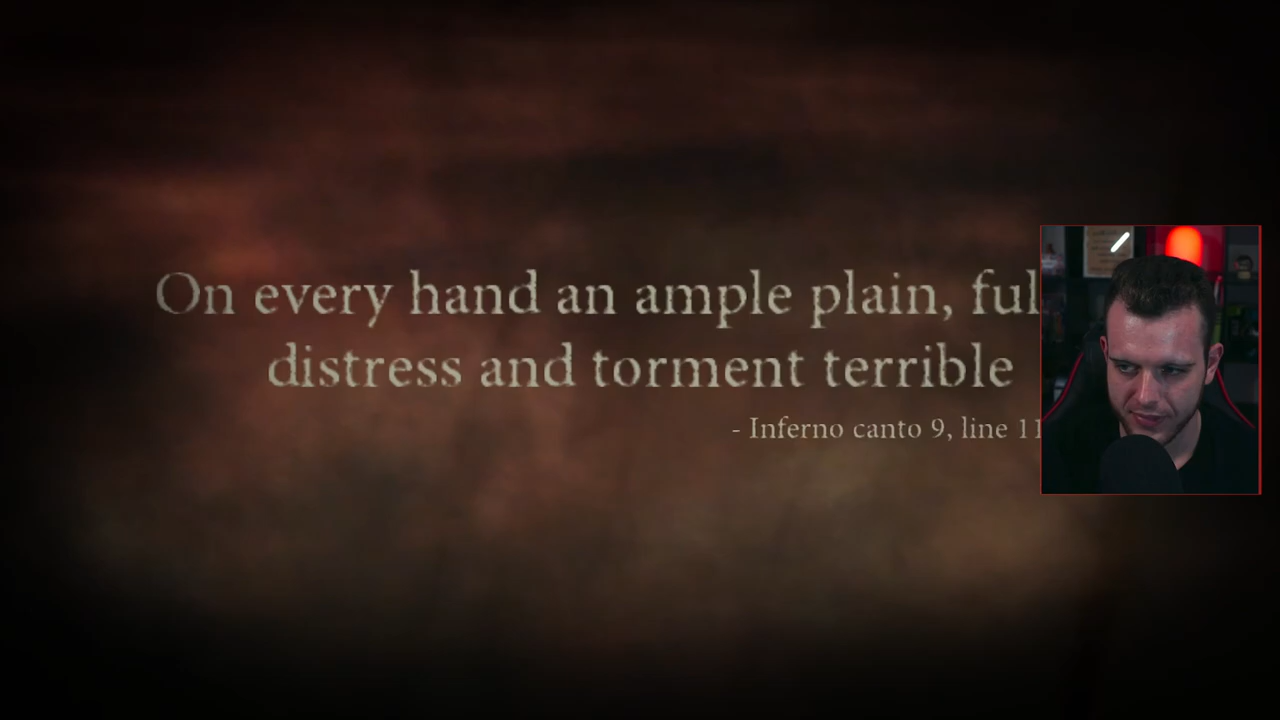 On every hand an ample plain, ful
distress and torment terrible
- Inferno canto 9, line 11